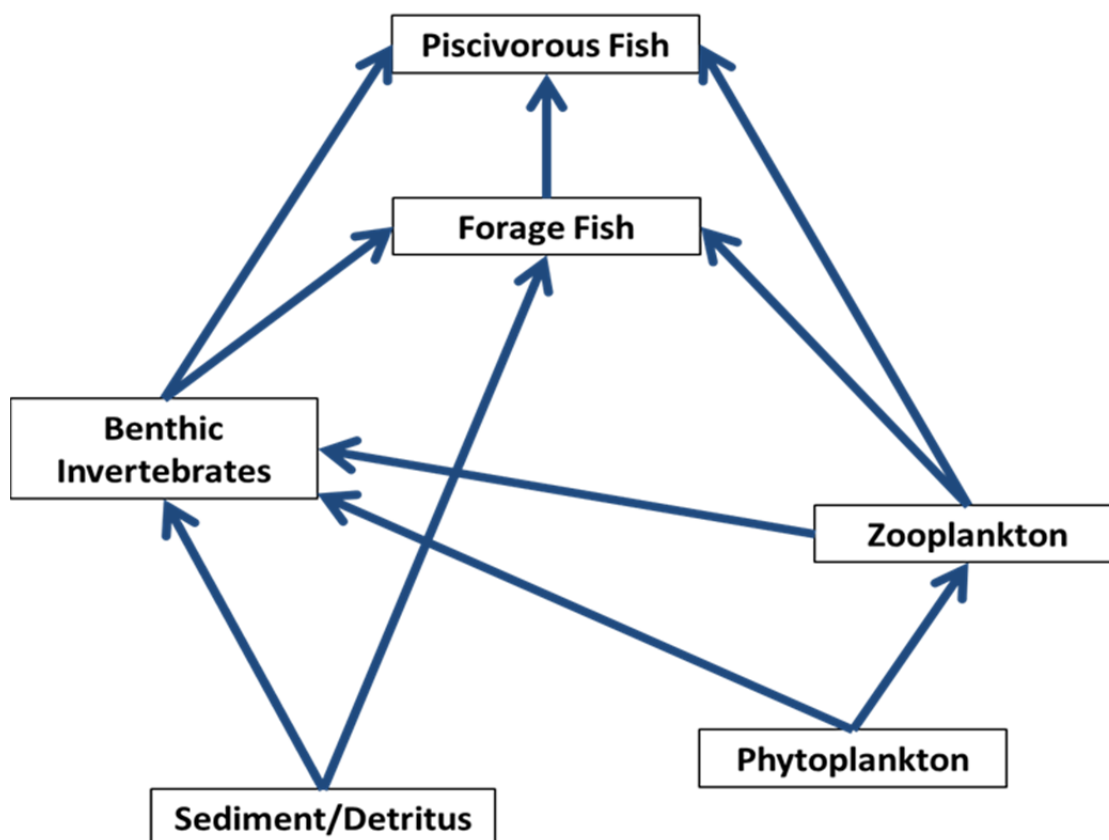 Piscivorous Fish
Forage Fish
Benthic
Invertebrates
Zooplankton
Phytoplankton
Sediment/Detritus